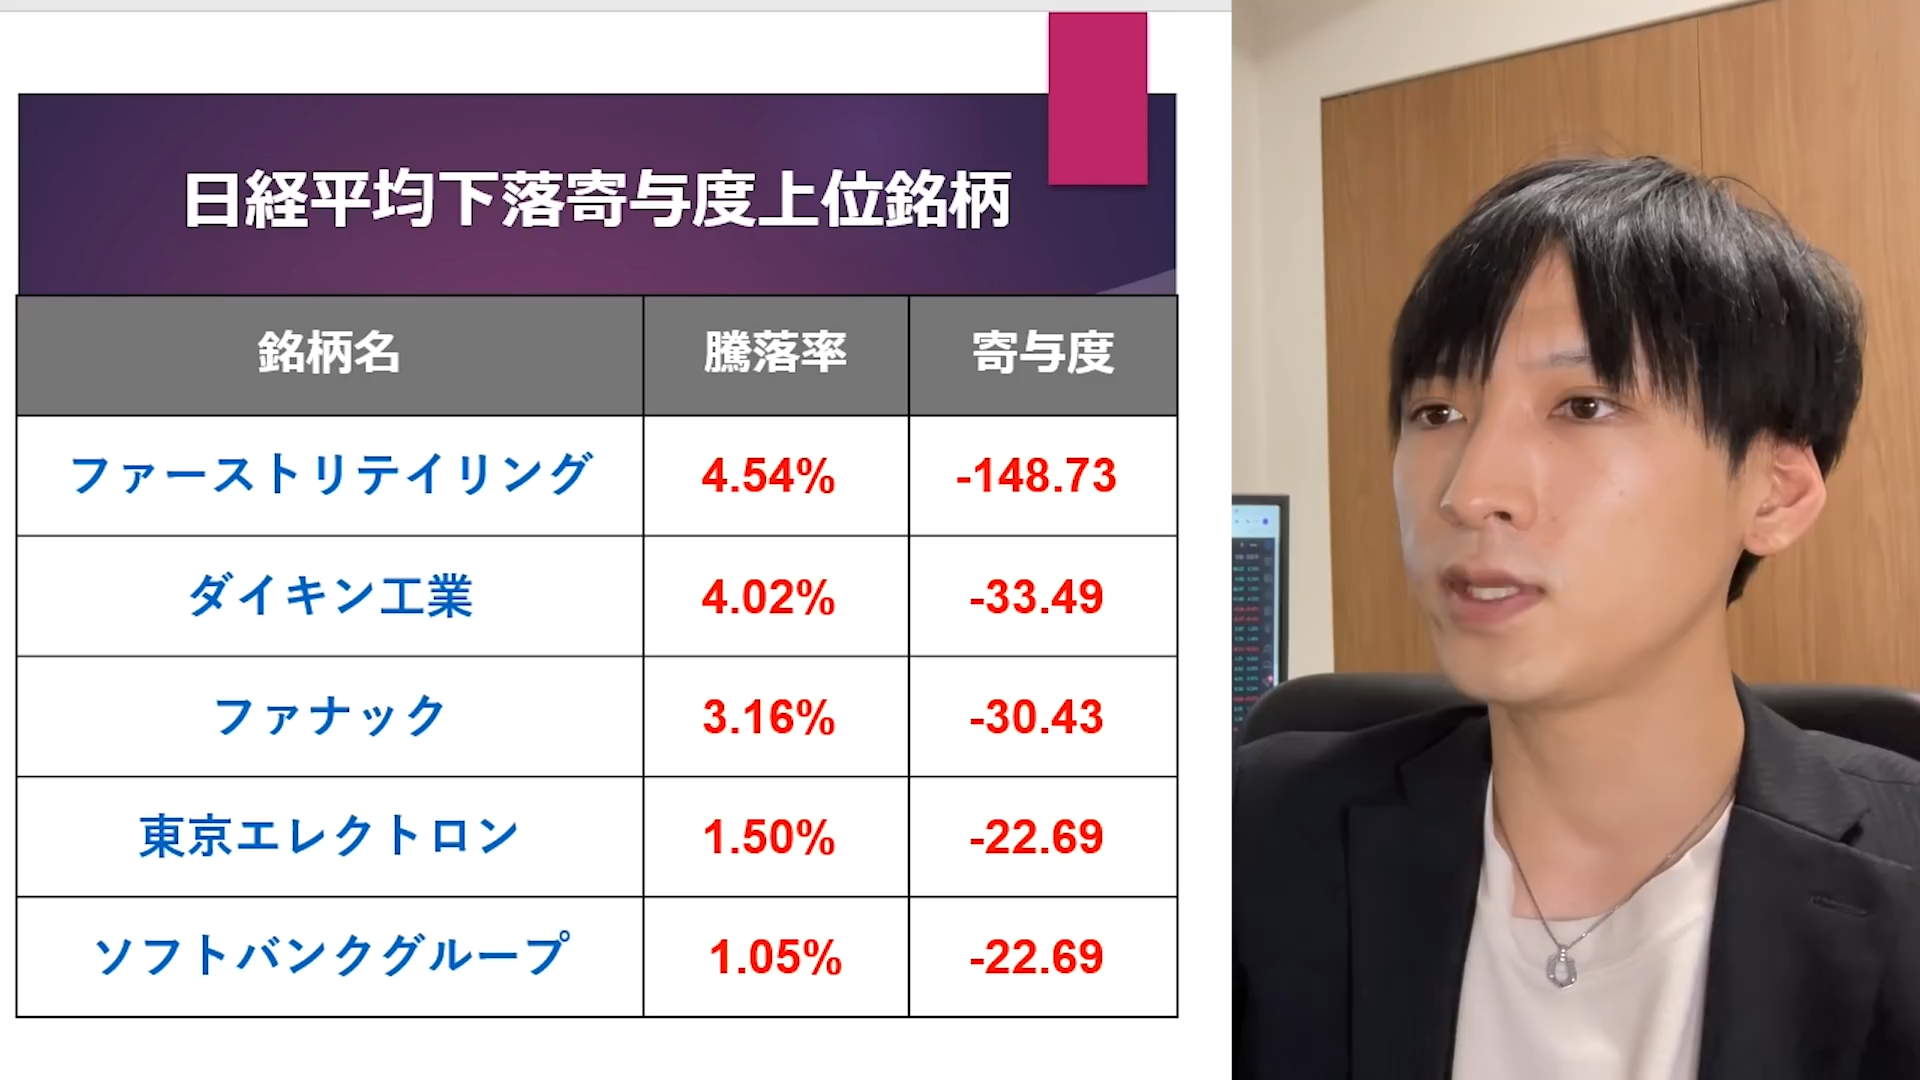 日経平均下落寄与度上位銘柄
銘柄名 騰落率 寄与度
ファーストリテイリング 4.54% -148.73
ダイキン工業 4.02% -33.49
ファナック 3.16% -30.43
東京エレクトロン 1.50% -22.69
ソフトバンクグループ 1.05% -22.69